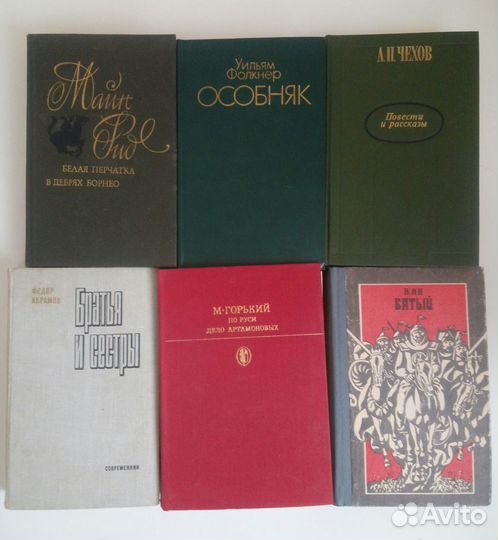 Майн
Рид
БЕЛАЯ ПЕРЧАТКА
В ДЕБРЯХ БОРНЕО
Уильям
Фолкнер
ОСОБНЯК
А.П. ЧЕХОВ
Повести
и рассказы
ФЕДОР
АБРАМОВ
Братья
и сестры
СОВРЕМЕННИК
М·ГОРЬКИЙ
ПО РУСИ
ДЕЛО АРТАМОНОВЫХ
БАТЫЙ
Avito